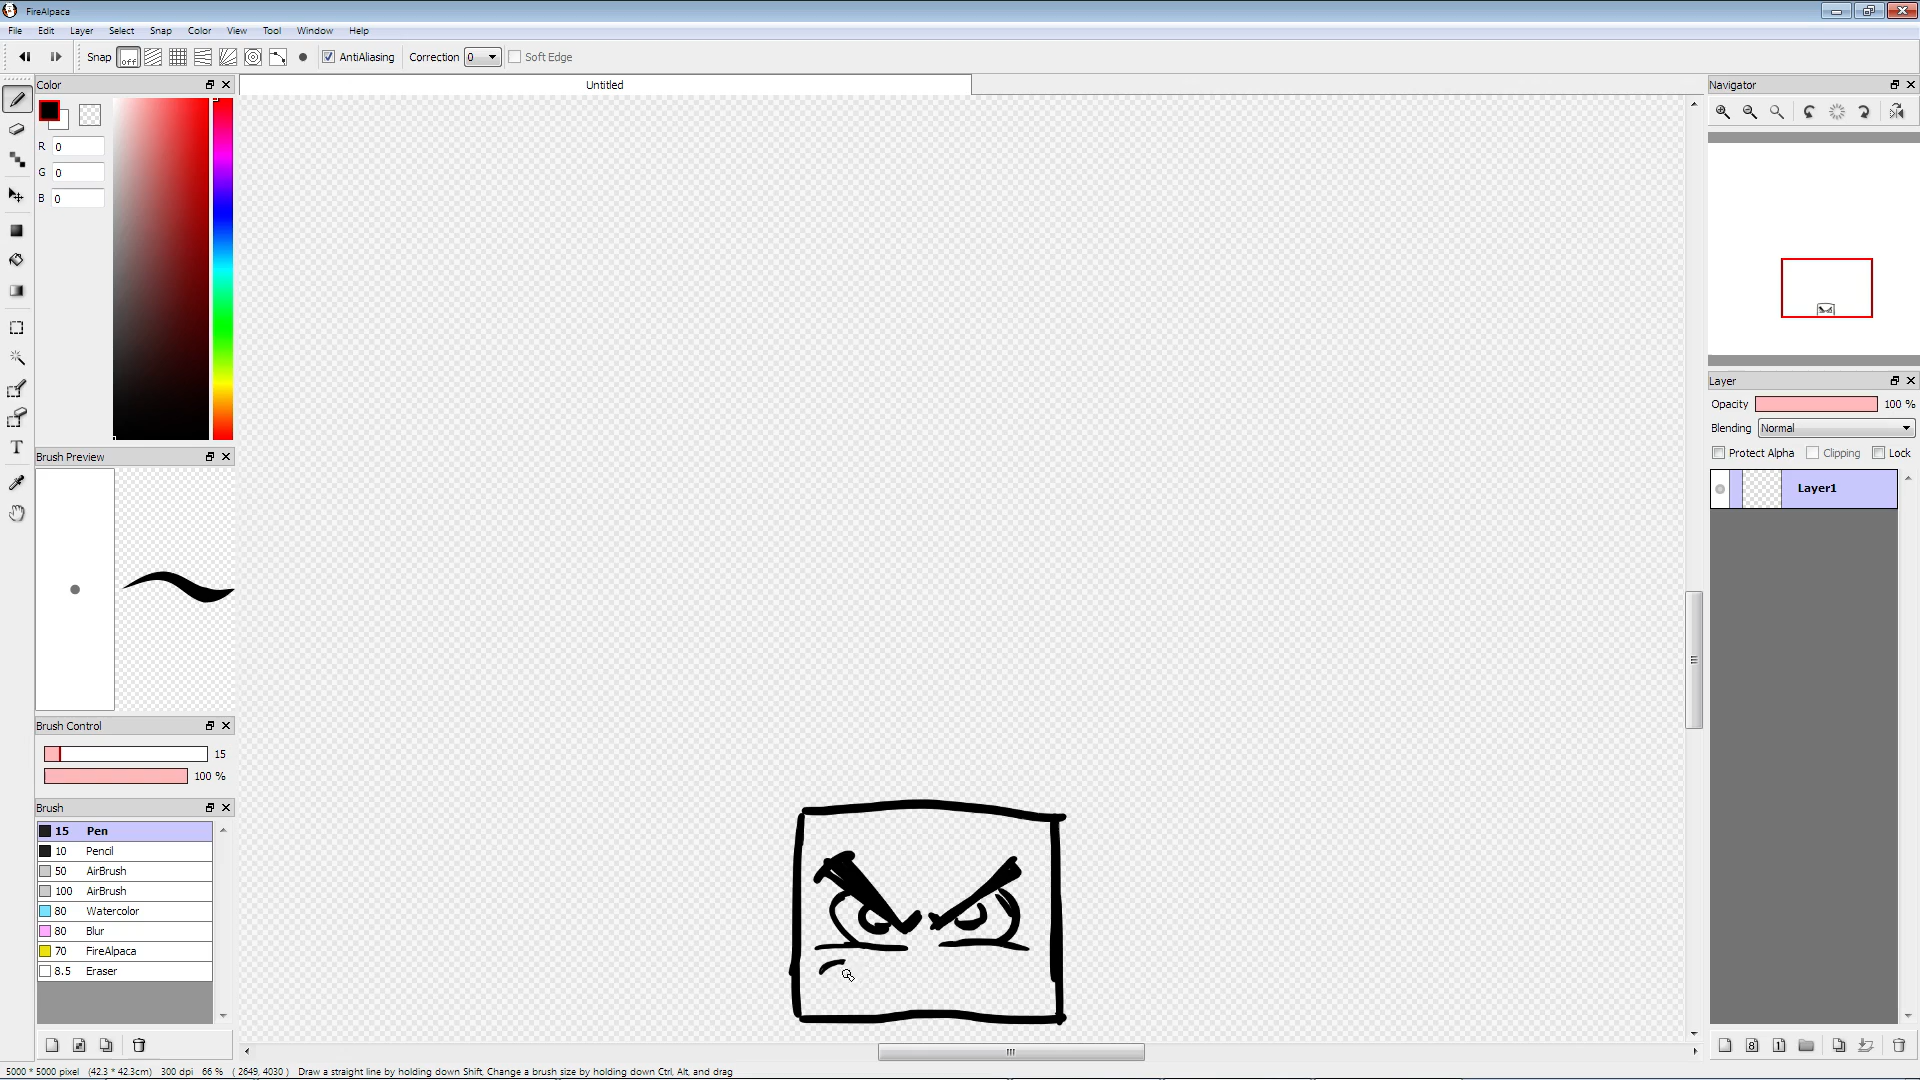 FireAlpaca
File Edit Layer Select Snap Color View Tool Window Help
Snap off AntiAliasing Correction 0 Soft Edge
Color
Untitled
Navigator
R 0
G 0
B 0
Layer
Opacity 100 %
Blending Normal
Protect Alpha Clipping Lock
Layer1
Brush Preview
Brush Control
15
100 %
Brush
15 Pen
10 Pencil
50 AirBrush
100 AirBrush
80 Watercolor
80 Blur
70 FireAlpaca
8.5 Eraser
T
8
1
5000 * 5000 pixel (42.3 * 42.3cm) 300 dpi 66 % ( 2649, 4030 ) Draw a straight line by holding down Shift, Change a brush size by holding down Ctrl, Alt, and drag